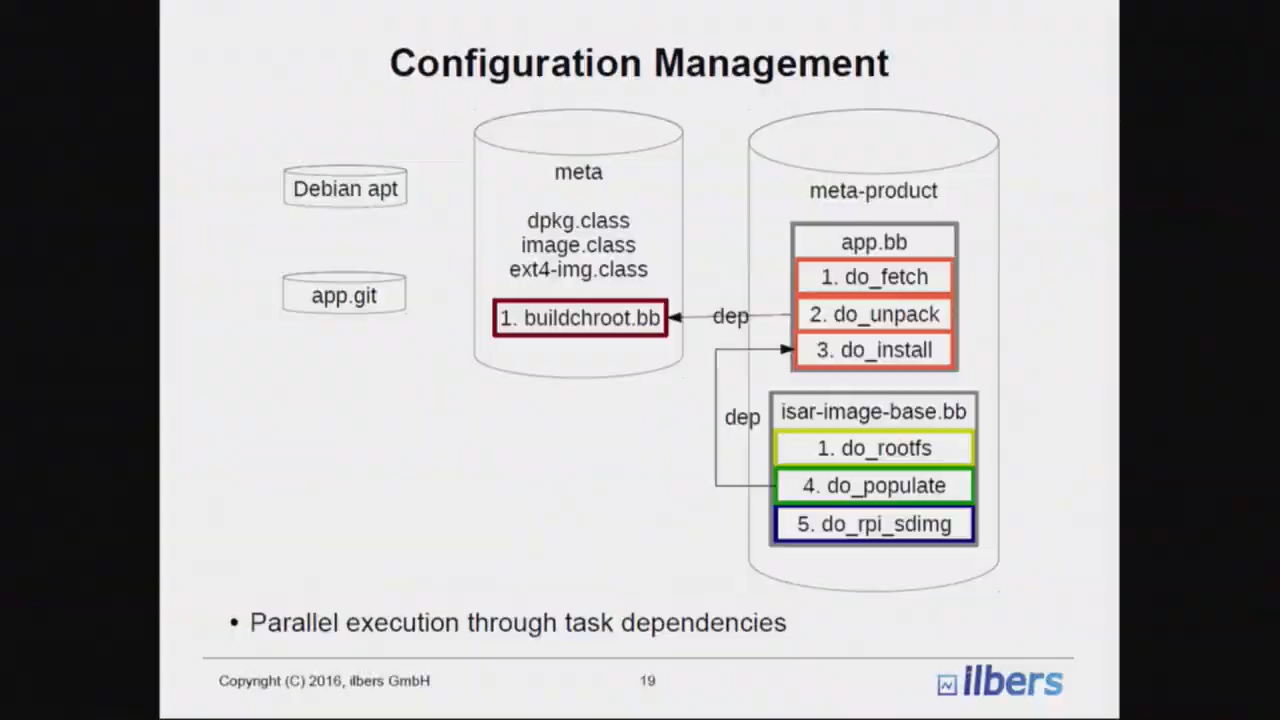 Configuration Management
Debian apt
app.git
meta
dpkg.class
image.class
ext4-img.class
1. buildchroot.bb
dep
dep
meta-product
app.bb
1. do_fetch
2. do_unpack
3. do_install
isar-image-base.bb
1. do_rootfs
4. do_populate
5. do_rpi_sdimg
• Parallel execution through task dependencies
Copyright (C) 2016, ilbers GmbH
19
ilbers